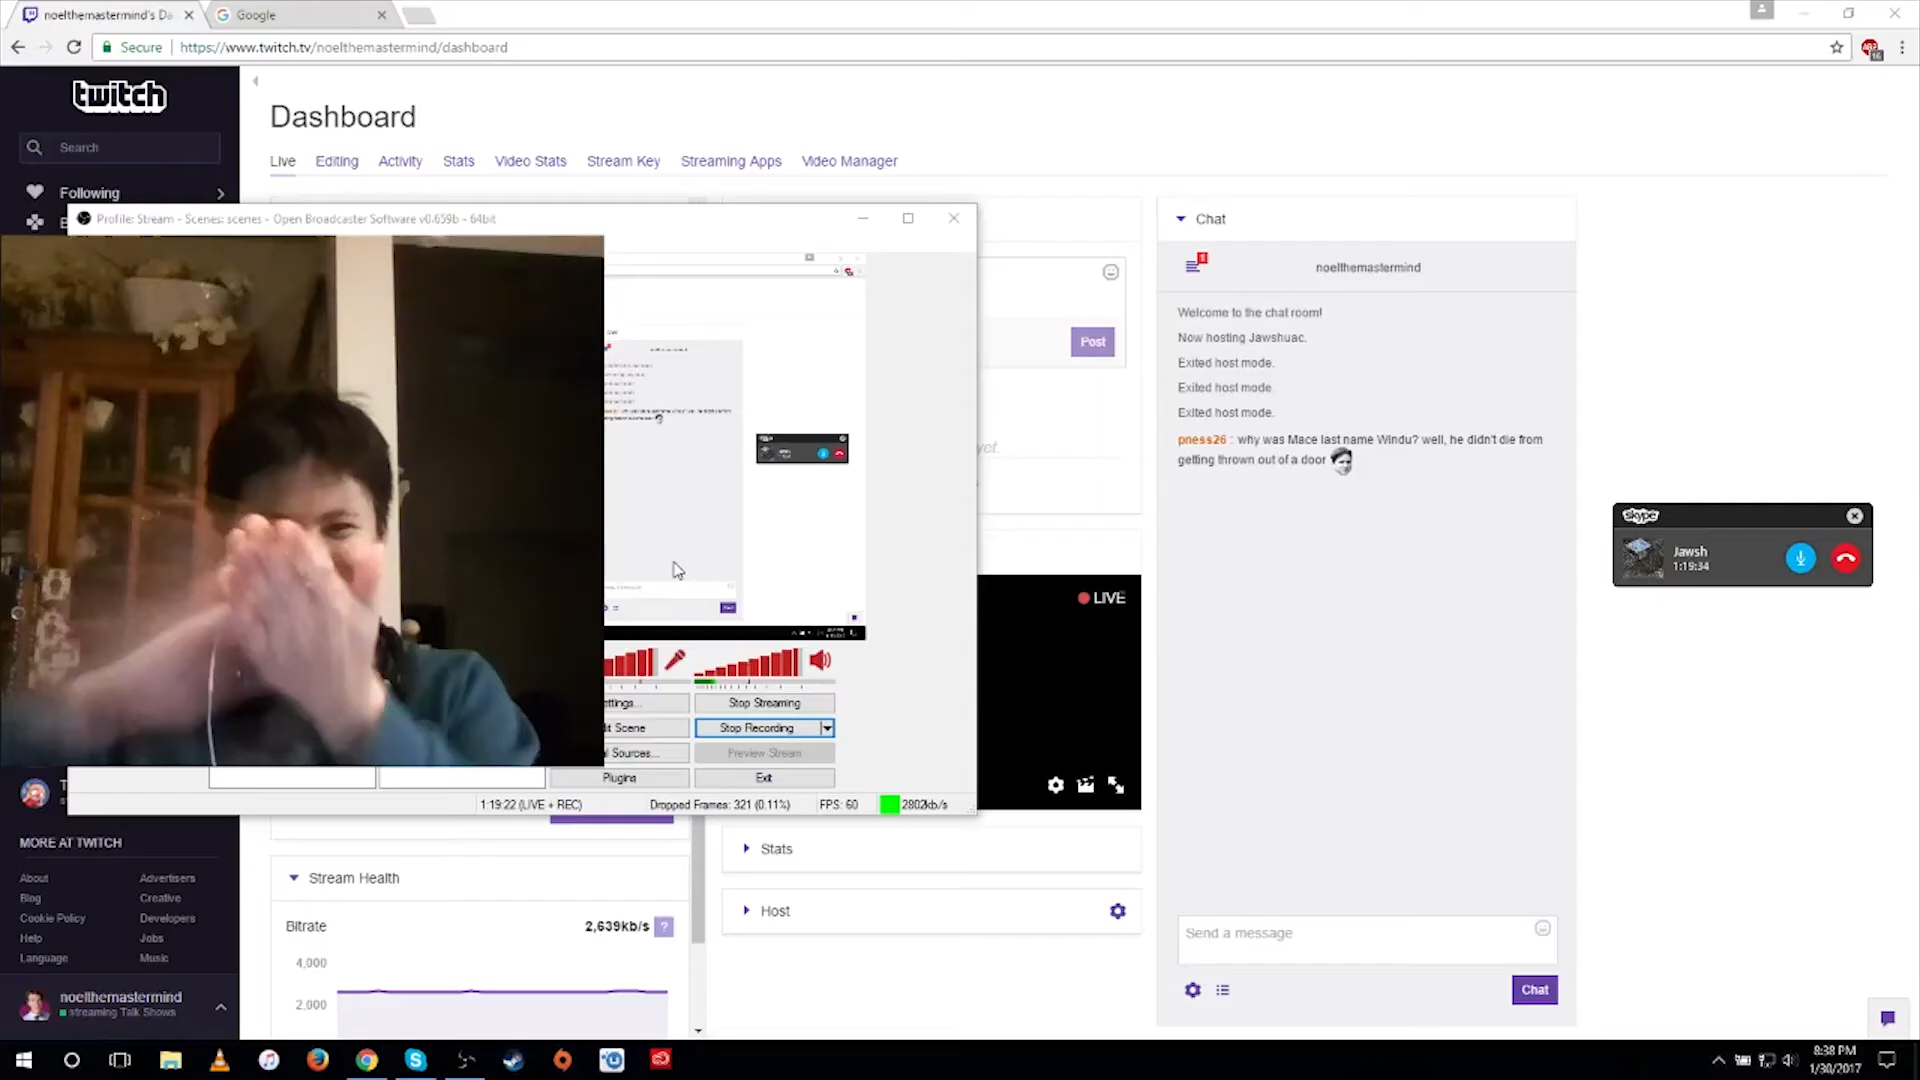 noelthemastermind's Da
Google
Secure
https://www.twitch.tv/noelthemastermind/dashboard
twitch
Search
Following
Dashboard
Live
Editing
Activity
Stats
Video Stats
Stream Key
Streaming Apps
Video Manager
Profile: Stream - Scenes: scenes - Open Broadcaster Software v0.659b - 64bit
Post
yet.
LIVE
Chat
1
noelthemastermind
Welcome to the chat room!
Now hosting Jawshuac.
Exited host mode.
Exited host mode.
Exited host mode.
pness26 : why was Mace last name Windu? well, he didn't die from
getting thrown out of a door
skype
Jawsh
1:19:34
ettings...
Stop Streaming
it Scene
Stop Recording
l Sources...
Preview Stream
Plugins
Exit
1:19:22 (LIVE + REC)
Dropped Frames: 321 (0.11%)
FPS: 60
2802kb/s
MORE AT TWITCH
About
Advertisers
Blog
Creative
Cookie Policy
Developers
Help
Jobs
Language
Music
noelthemastermind
streaming Talk Shows
Stream Health
Bitrate
2,639kb/s
?
4,000
2,000
Stats
Host
Send a message
Chat
8:38 PM
1/30/2017